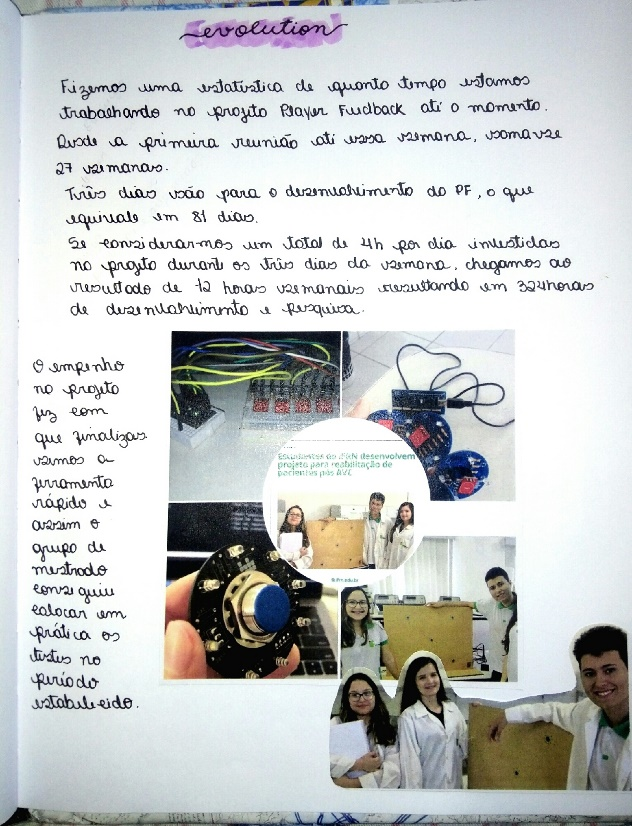 evolution
Fizemos uma estatística de quanto tempo estamos
trabalhando no projeto Player Feedback até o momento.
Desde a primeira reunião até essa semana, soma-se
27 semanas.
Três dias são para o desenvolvimento do PF, o que
equivale em 81 dias.
Se considerarmos um total de 4h por dia investidas
no projeto durante os três dias da semana, chegamos ao
resultado de 12 horas semanais resultando em 324 horas
de desenvolvimento e pesquisa.
O empenho
no projeto
fez com
que finalizás
semos a
ferramenta
rápido e
assim o
grupo de
mestrado
conseguiu
colocar em
prática os
testes no
período
estabelecido.
Estudantes do IFRN desenvolvem
projeto para reabilitação de
pacientes pós AVC